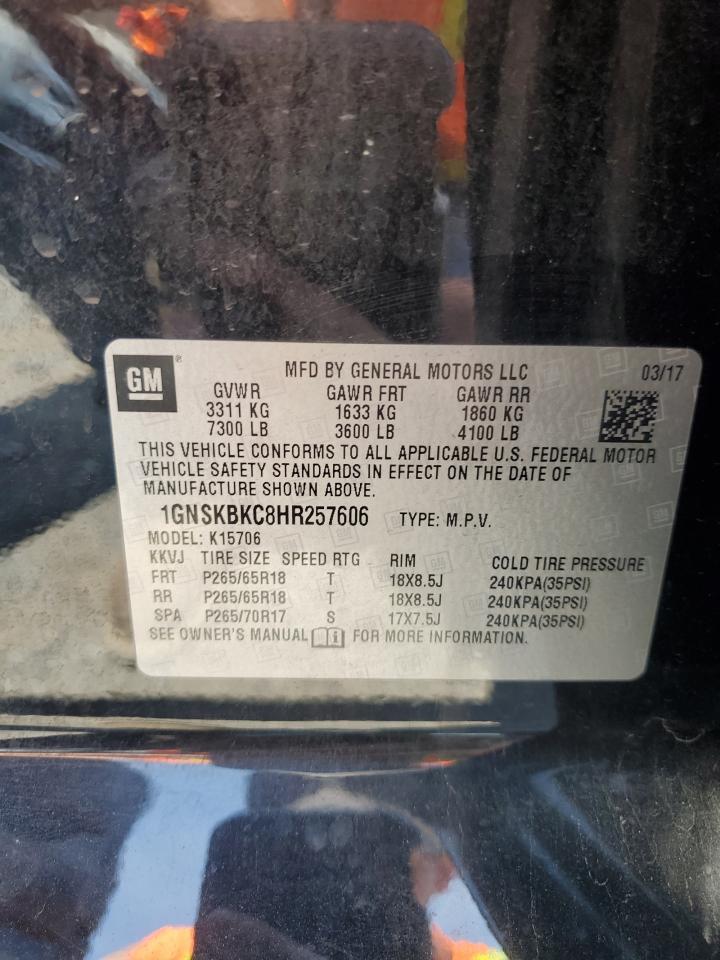 GM
®
MFD BY GENERAL MOTORS LLC 03/17
GVWR GAWR FRT GAWR RR
3311 KG 1633 KG 1860 KG
7300 LB 3600 LB 4100 LB
THIS VEHICLE CONFORMS TO ALL APPLICABLE U.S. FEDERAL MOTOR
VEHICLE SAFETY STANDARDS IN EFFECT ON THE DATE OF
MANUFACTURE SHOWN ABOVE.
1GNSKBKC8HR257606 TYPE: M.P.V.
MODEL: K15706
KKVJ TIRE SIZE SPEED RTG RIM COLD TIRE PRESSURE
FRT P265/65R18 T 18X8.5J 240KPA(35PSI)
RR P265/65R18 T 18X8.5J 240KPA(35PSI)
SPA P265/70R17 S 17X7.5J 240KPA(35PSI)
SEE OWNER'S MANUAL i FOR MORE INFORMATION.